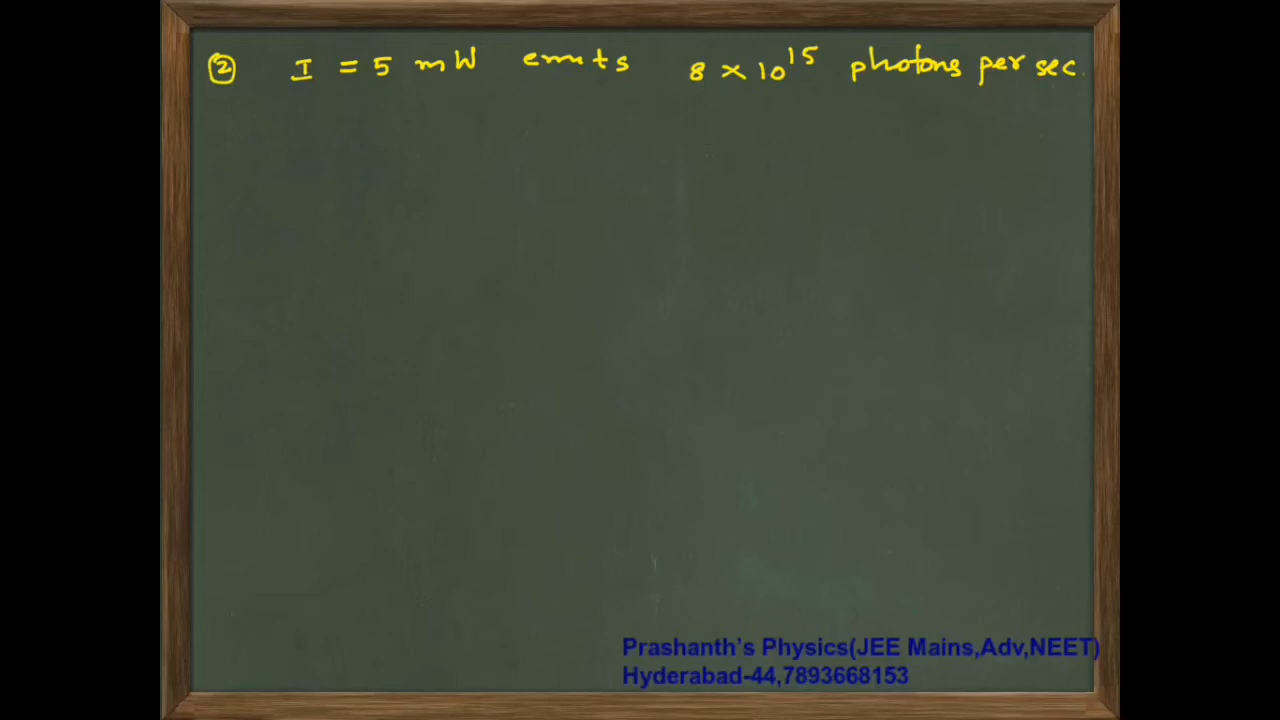 ② I = 5 mW emits 8 × 10¹⁵ photons per sec.
Prashanth's Physics(JEE Mains,Adv,NEET)
Hyderabad-44,7893668153